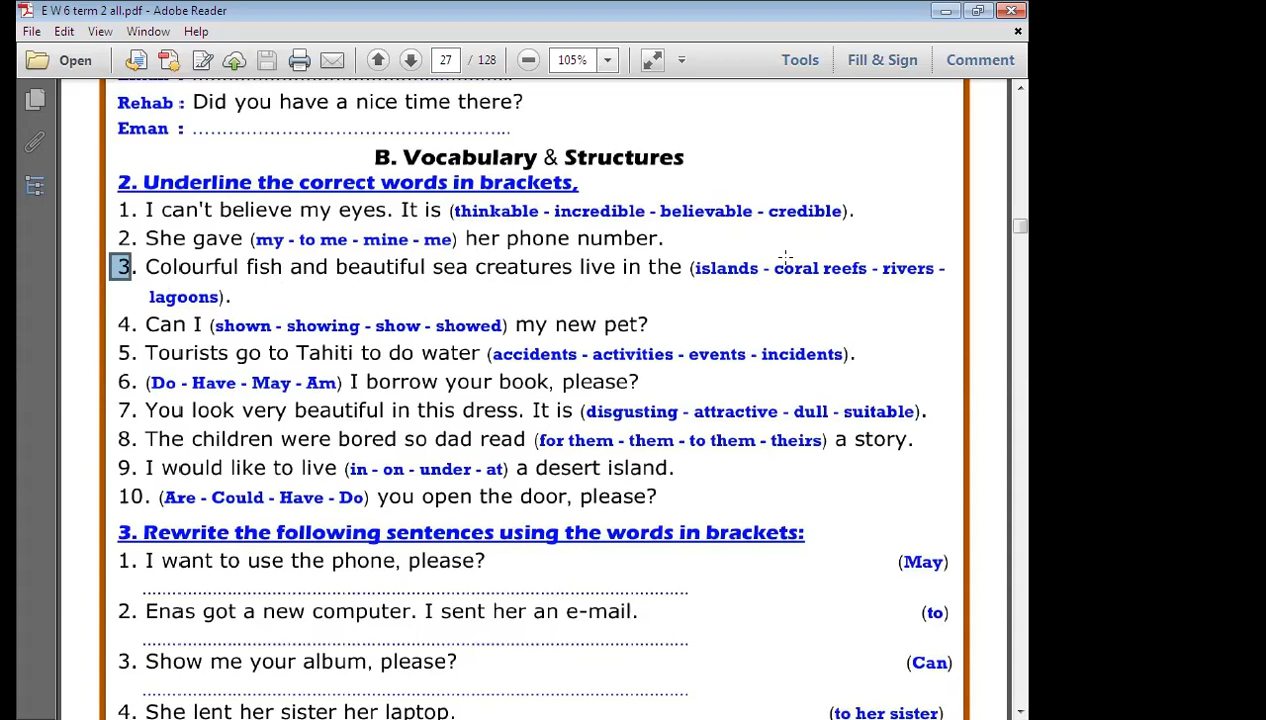 E W 6 term 2 all.pdf - Adobe Reader
File Edit View Window Help
Open 27 / 128 105% Tools Fill & Sign Comment
Rehab : Did you have a nice time there?
Eman : ......................................................
B. Vocabulary & Structures
2. Underline the correct words in brackets,
1. I can't believe my eyes. It is (thinkable - incredible - believable - credible).
2. She gave (my - to me - mine - me) her phone number.
3. Colourful fish and beautiful sea creatures live in the (islands - coral reefs - rivers -
lagoons).
4. Can I (shown - showing - show - showed) my new pet?
5. Tourists go to Tahiti to do water (accidents - activities - events - incidents).
6. (Do - Have - May - Am) I borrow your book, please?
7. You look very beautiful in this dress. It is (disgusting - attractive - dull - suitable).
8. The children were bored so dad read (for them - them - to them - theirs) a story.
9. I would like to live (in - on - under - at) a desert island.
10. (Are - Could - Have - Do) you open the door, please?
3. Rewrite the following sentences using the words in brackets:
1. I want to use the phone, please? (May)
......................................................
2. Enas got a new computer. I sent her an e-mail. (to)
......................................................
3. Show me your album, please? (Can)
......................................................
4. She lent her sister her laptop. (to her sister)